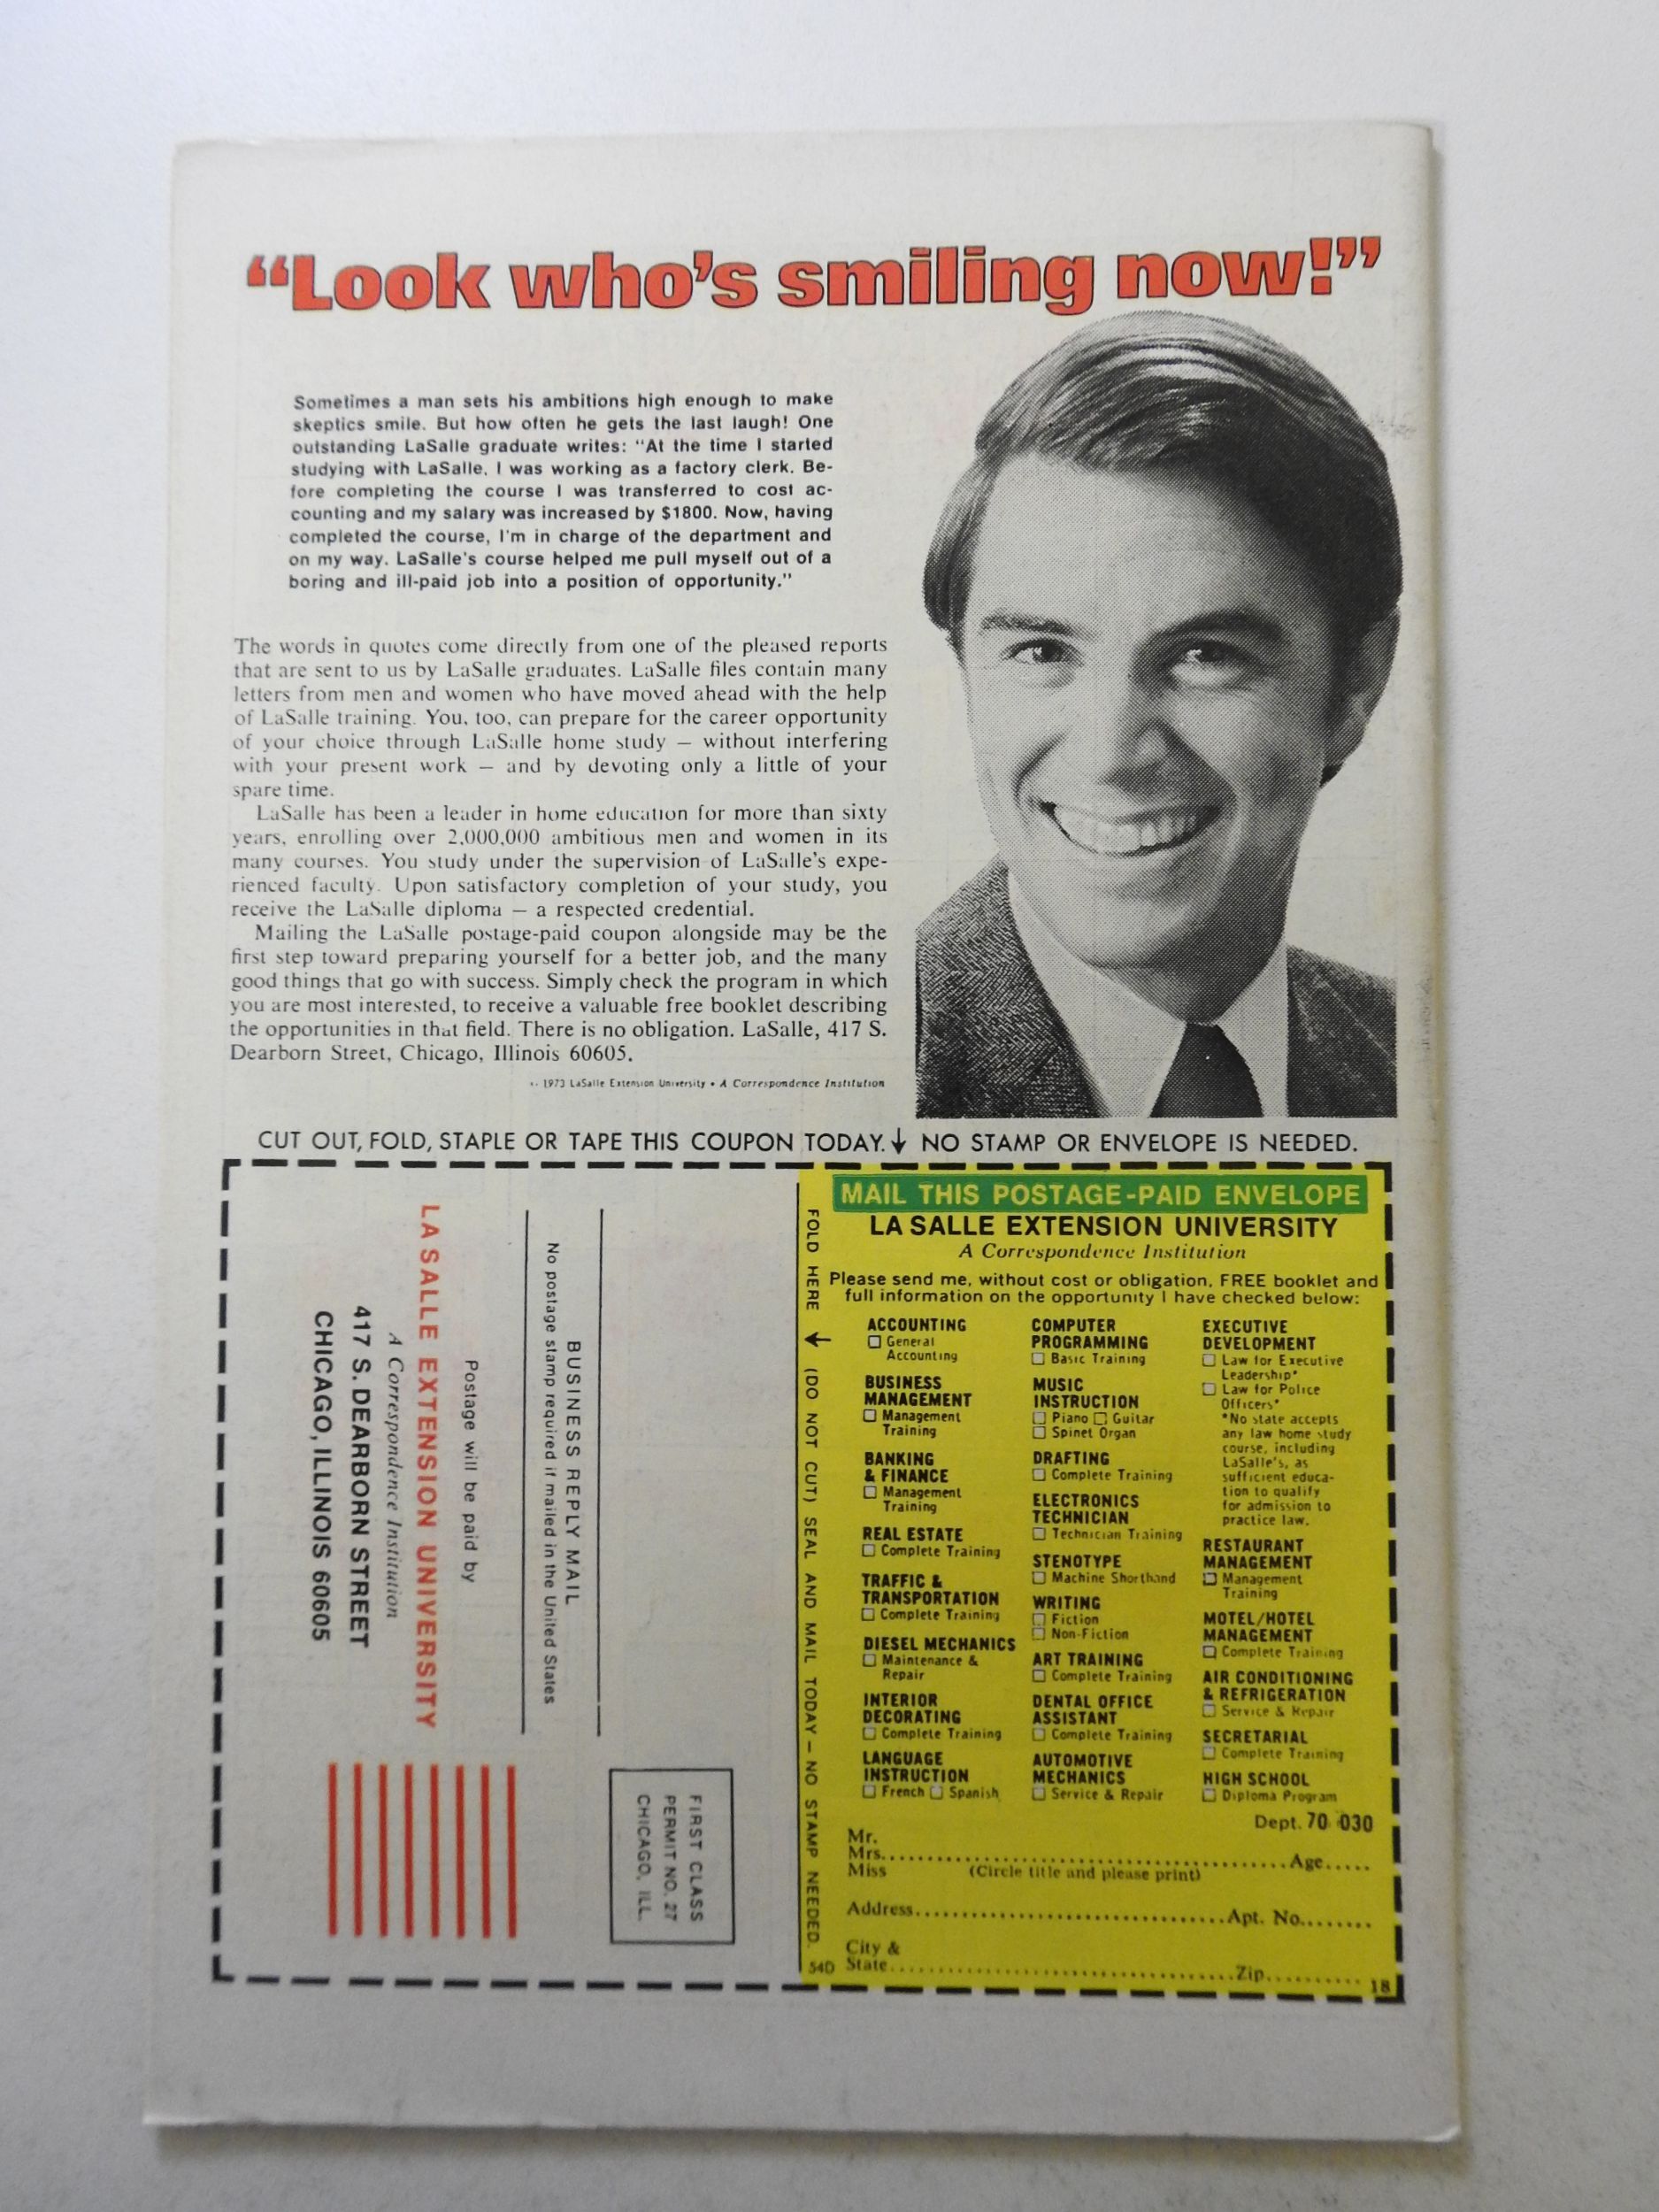 “Look who’s smiling now!”
Sometimes a man sets his ambitions high enough to make
skeptics smile. But how often he gets the last laugh! One
outstanding LaSalle graduate writes: “At the time I started
studying with LaSalle, I was working as a factory clerk. Be-
fore completing the course I was transferred to cost ac-
counting and my salary was increased by $1800. Now, having
completed the course, I’m in charge of the department and
on my way. LaSalle’s course helped me pull myself out of a
boring and ill-paid job into a position of opportunity.”
The words in quotes come directly from one of the pleased reports
that are sent to us by LaSalle graduates. LaSalle files contain many
letters from men and women who have moved ahead with the help
of LaSalle training. You, too, can prepare for the career opportunity
of your choice through LaSalle home study — without interfering
with your present work — and by devoting only a little of your
spare time.
LaSalle has been a leader in home education for more than sixty
years, enrolling over 2,000,000 ambitious men and women in its
many courses. You study under the supervision of LaSalle’s expe-
rienced faculty. Upon satisfactory completion of your study, you
receive the LaSalle diploma — a respected credential.
Mailing the LaSalle postage-paid coupon alongside may be the
first step toward preparing yourself for a better job, and the many
good things that go with success. Simply check the program in which
you are most interested, to receive a valuable free booklet describing
the opportunities in that field. There is no obligation. LaSalle, 417 S.
Dearborn Street, Chicago, Illinois 60605.
1973 LaSalle Extension University • A Correspondence Institution
CUT OUT, FOLD, STAPLE OR TAPE THIS COUPON TODAY. ↓ NO STAMP OR ENVELOPE IS NEEDED.
FIRST CLASS
PERMIT NO. 27
CHICAGO, ILL.
BUSINESS REPLY MAIL
No postage stamp required if mailed in the United States
Postage will be paid by
LA SALLE EXTENSION UNIVERSITY
A Correspondence Institution
417 S. DEARBORN STREET
CHICAGO, ILLINOIS 60605
FOLD HERE (DO NOT CUT) SEAL AND MAIL TODAY — NO STAMP NEEDED.
54D
MAIL THIS POSTAGE-PAID ENVELOPE
LA SALLE EXTENSION UNIVERSITY
A Correspondence Institution
Please send me, without cost or obligation, FREE booklet and
full information on the opportunity I have checked below:
ACCOUNTING
☐ General
Accounting
BUSINESS
MANAGEMENT
☐ Management
Training
BANKING
& FINANCE
☐ Management
Training
REAL ESTATE
☐ Complete Training
TRAFFIC &
TRANSPORTATION
☐ Complete Training
DIESEL MECHANICS
☐ Maintenance &
Repair
INTERIOR
DECORATING
☐ Complete Training
LANGUAGE
INSTRUCTION
☐ French ☐ Spanish
COMPUTER
PROGRAMMING
☐ Basic Training
MUSIC
INSTRUCTION
☐ Piano ☐ Guitar
☐ Spinet Organ
DRAFTING
☐ Complete Training
ELECTRONICS
TECHNICIAN
☐ Technician Training
STENOTYPE
☐ Machine Shorthand
WRITING
☐ Fiction
☐ Non-Fiction
ART TRAINING
☐ Complete Training
DENTAL OFFICE
ASSISTANT
☐ Complete Training
AUTOMOTIVE
MECHANICS
☐ Service & Repair
EXECUTIVE
DEVELOPMENT
☐ Law for Executive
Leadership*
☐ Law for Police
Officers*
*No state accepts
any law home study
course, including
LaSalle's, as
sufficient educa-
tion to qualify
for admission to
practice law.
RESTAURANT
MANAGEMENT
☐ Management
Training
MOTEL/HOTEL
MANAGEMENT
☐ Complete Training
AIR CONDITIONING
& REFRIGERATION
☐ Service & Repair
SECRETARIAL
☐ Complete Training
HIGH SCHOOL
☐ Diploma Program
Dept. 70 030
Mr.
Mrs. Age
Miss (Circle title and please print)
Address Apt. No.
City &
State Zip
18